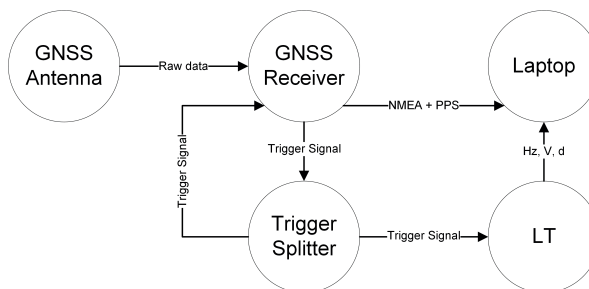 GNSS
Antenna
Raw data
GNSS
Receiver
Laptop
NMEA + PPS
Trigger Signal
Trigger Signal
Hz, V, d
Trigger
Splitter
Trigger Signal
LT